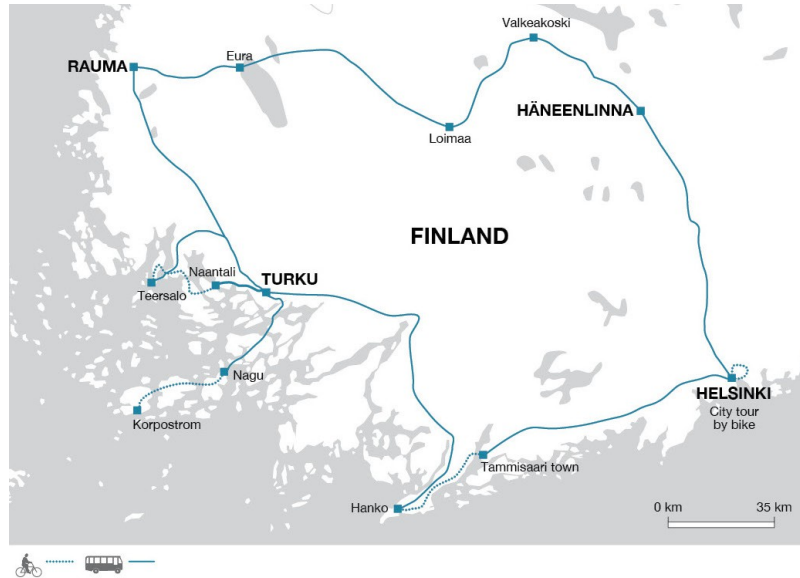 Valkeakoski
Eura
RAUMA
HÄNEENLINNA
Loimaa
FINLAND
Naantali
TURKU
Teersalo
Nagu
HELSINKI
City tour
by bike
Korpostrom
Tammisaari town
Hanko
0 km 35 km